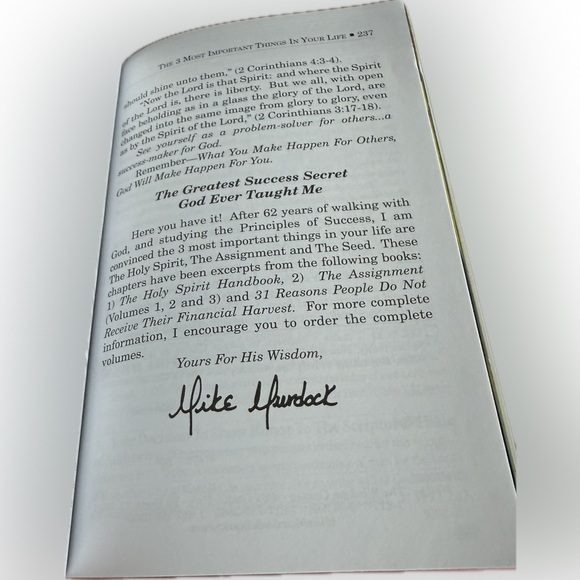 THE 3 MOST IMPORTANT THINGS IN YOUR LIFE ▪ 237
should shine unto them," (2 Corinthians 4:3-4).
"Now the Lord is that Spirit: and where the Spirit
of the Lord is, there is liberty. But we all, with open
face beholding as in a glass the glory of the Lord, are
changed into the same image from glory to glory, even
as by the Spirit of the Lord," (2 Corinthians 3:17-18).
See yourself as a problem-solver for others...a
success-maker for God.
Remember—What You Make Happen For Others,
God Will Make Happen For You.
The Greatest Success Secret
God Ever Taught Me
Here you have it! After 62 years of walking with
God, and studying the Principles of Success, I am
convinced the 3 most important things in your life are
The Holy Spirit, The Assignment and The Seed. These
chapters have been excerpts from the following books:
1) The Holy Spirit Handbook, 2) The Assignment
(Volumes 1, 2 and 3) and 31 Reasons People Do Not
Receive Their Financial Harvest. For more complete
information, I encourage you to order the complete
volumes.
Yours For His Wisdom,
Mike Murdock